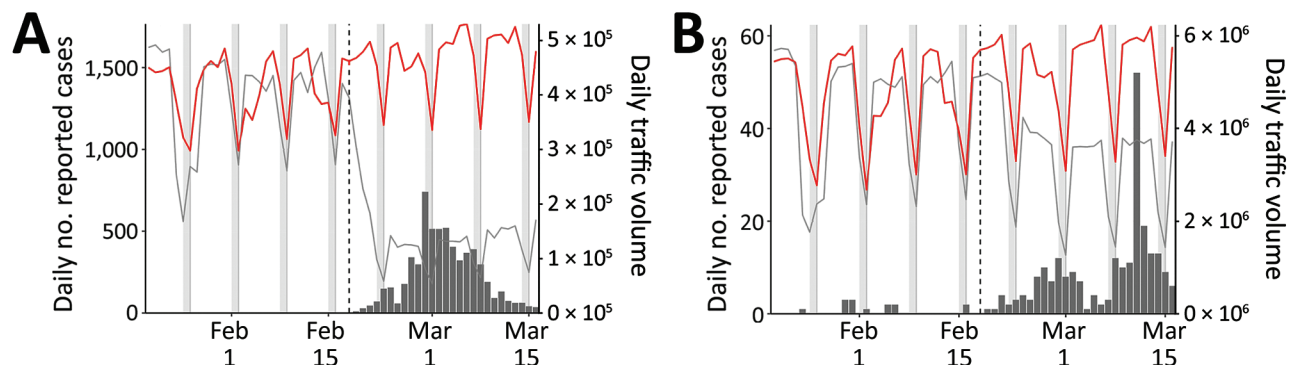 A
Daily no. reported cases
1,500
1,000
500
0
5 × 10⁵
4 × 10⁵
3 × 10⁵
2 × 10⁵
1 × 10⁵
0 × 10⁵
Daily traffic volume
Feb Feb Mar Mar
1 15 1 15
B
Daily no. reported cases
60
40
20
0
6 × 10⁶
4 × 10⁶
2 × 10⁶
0 × 10⁶
Daily traffic volume
Feb Feb Mar Mar
1 15 1 15